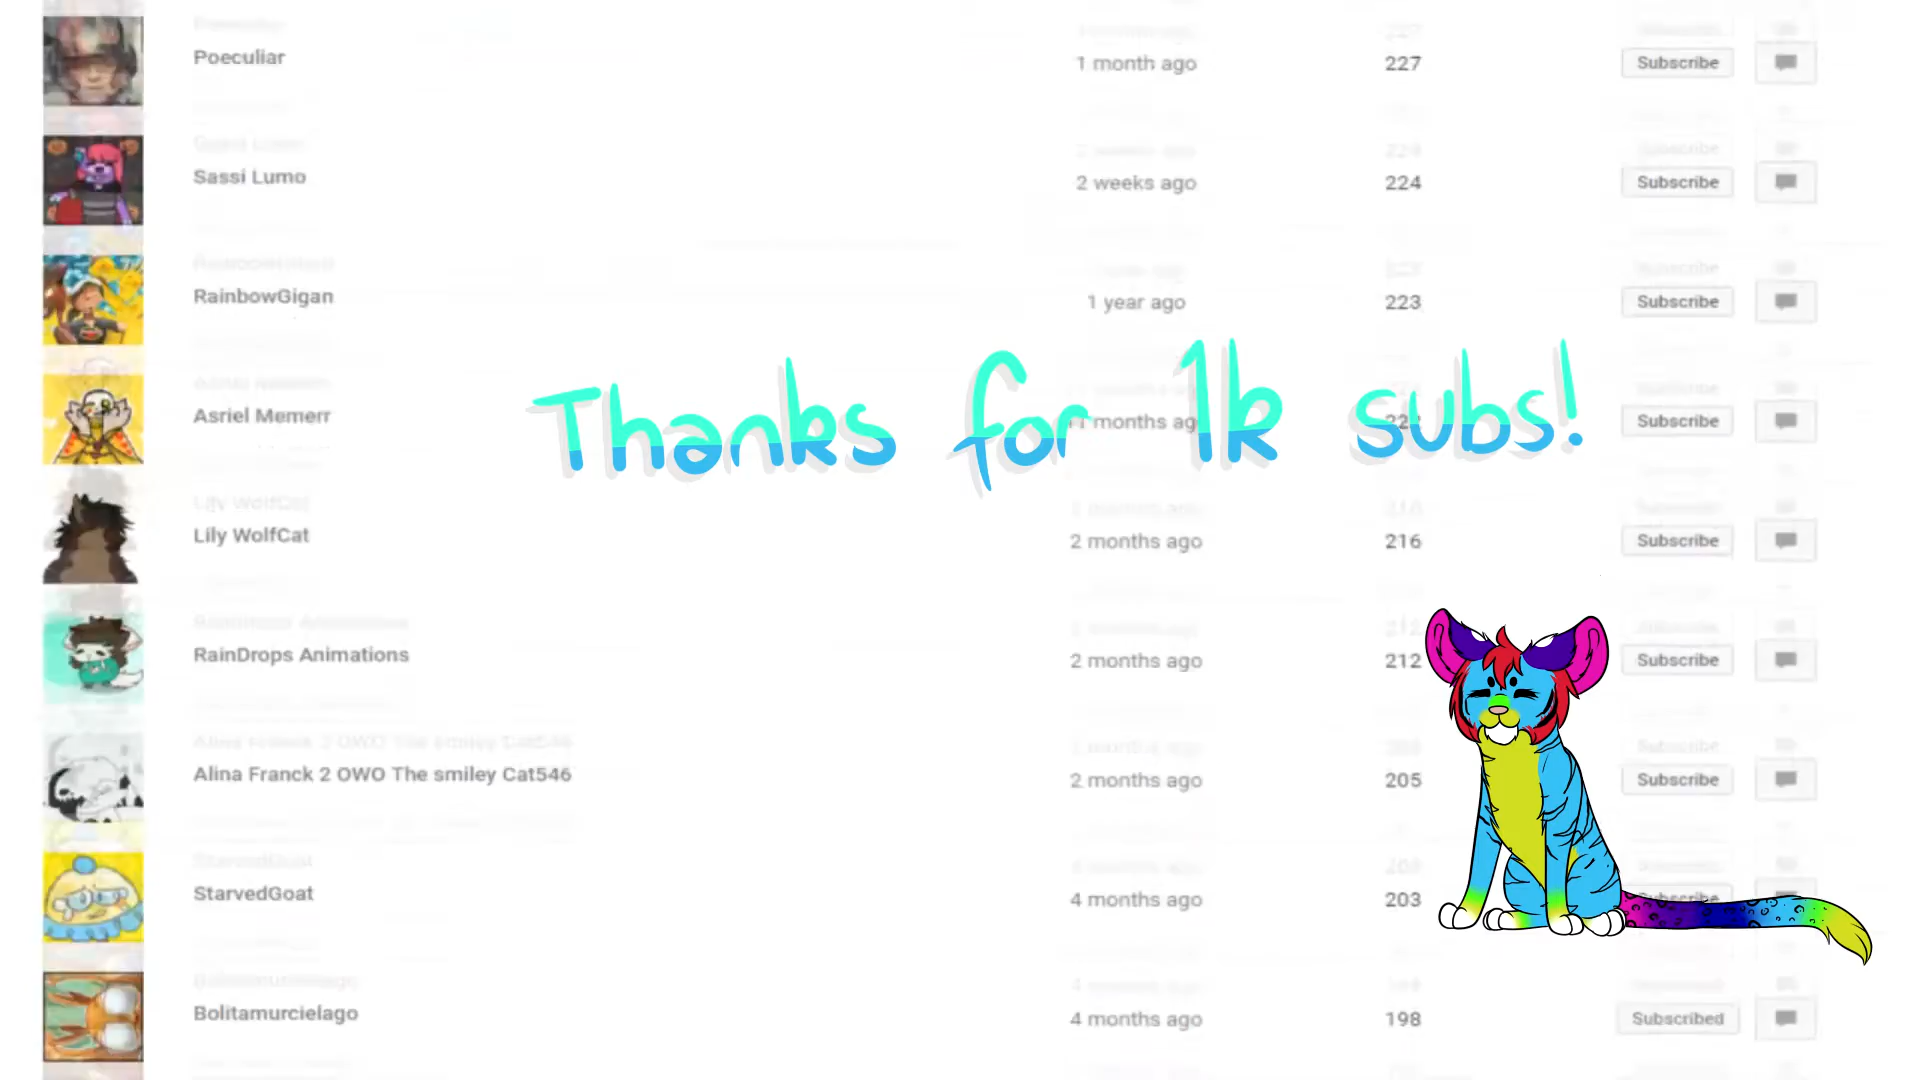 Poeculiar 1 month ago 227 Subscribe
Sassi Lumo 2 weeks ago 224 Subscribe
RainbowGigan 1 year ago 223 Subscribe
Thanks for 1k subs!
Asriel Memerr months ago Subscribe
Lily WolfCat 2 months ago 216 Subscribe
RainDrops Animations 2 months ago 212 Subscribe
Alina Franck 2 OWO The smiley Cat546 2 months ago 205 Subscribe
StarvedGoat 4 months ago 203 Subscribe
Bolitamurcielago 4 months ago 198 Subscribed